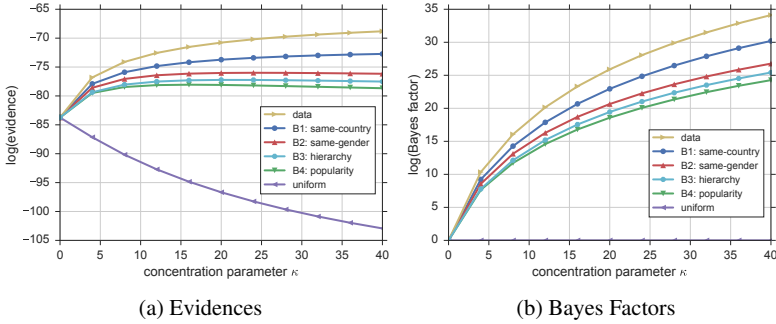 −65
−70
−75
−80
−85
−90
−95
−100
−105
log(evidence)
data
B1: same-country
B2: same-gender
B3: hierarchy
B4: popularity
uniform
0 5 10 15 20 25 30 35 40
concentration parameter κ
(a) Evidences
35
30
25
20
15
10
5
0
log(Bayes factor)
data
B1: same-country
B2: same-gender
B3: hierarchy
B4: popularity
uniform
0 5 10 15 20 25 30 35 40
concentration parameter κ
(b) Bayes Factors